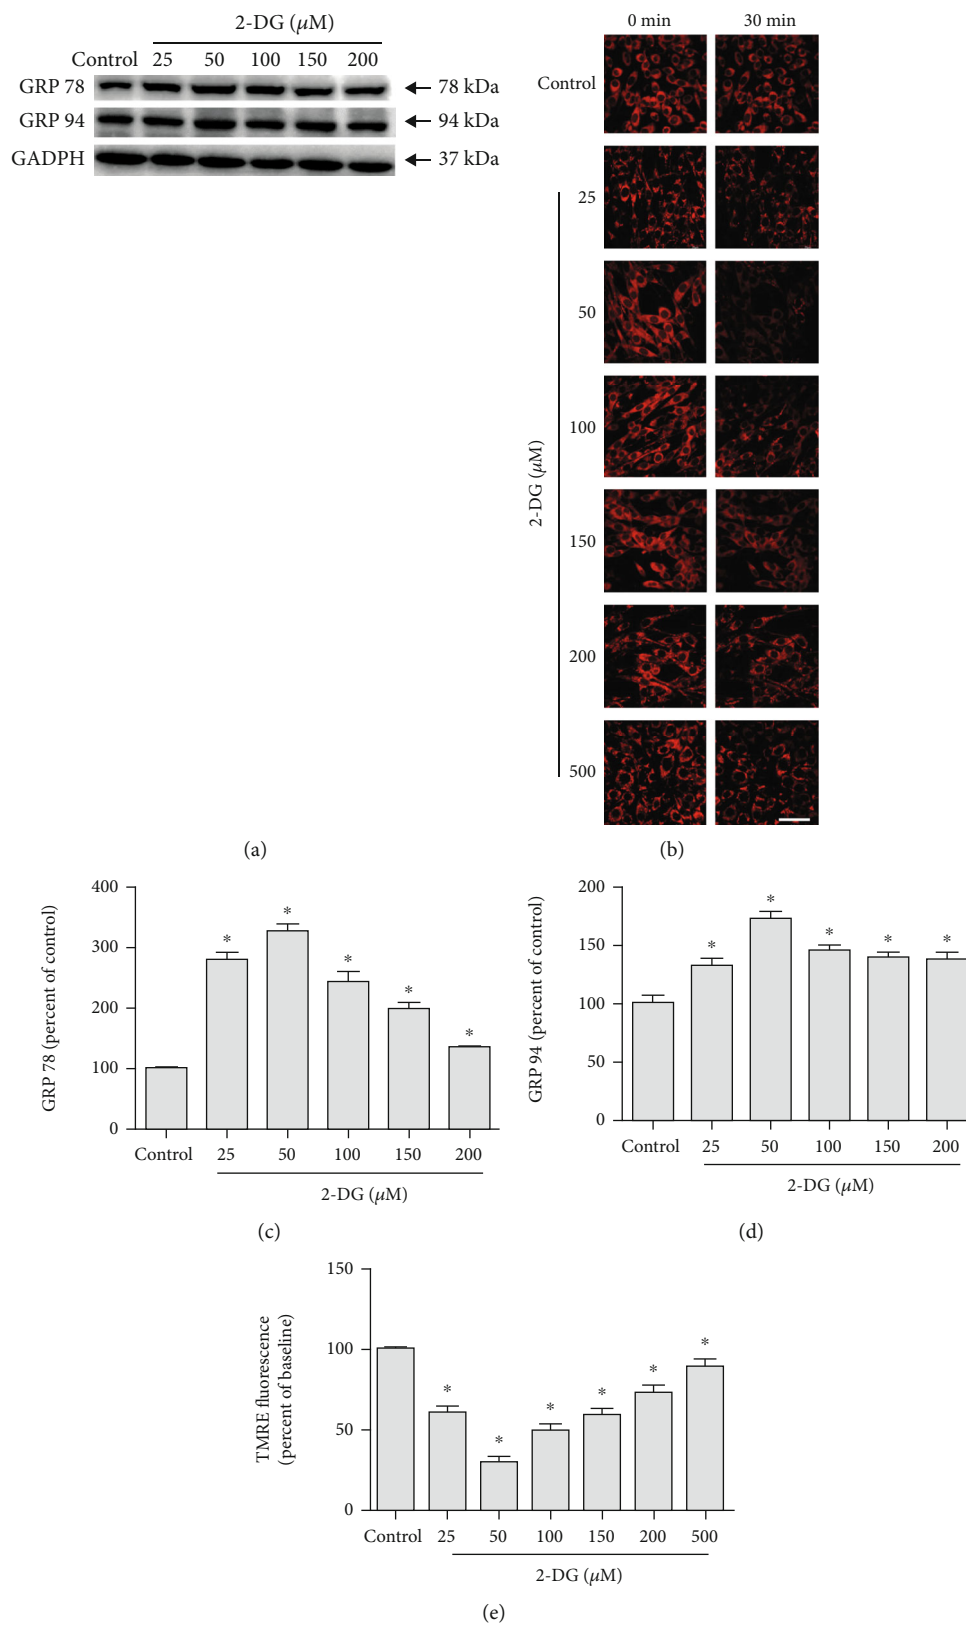 2-DG (μM)
Control 25 50 100 150 200
GRP 78 78 kDa
GRP 94 94 kDa
GADPH 37 kDa
(a)
0 min 30 min
Control
25
50
100
150
200
500
2-DG (μM)
(b)
GRP 78 (percent of control)
400
300
200
100
0
* * * * *
Control 25 50 100 150 200
2-DG (μM)
(c)
GRP 94 (percent of control)
200
150
100
50
0
* * * * *
Control 25 50 100 150 200
2-DG (μM)
(d)
TMRE fluorescence
(percent of baseline)
150
100
50
0
* * * * * *
Control 25 50 100 150 200 500
2-DG (μM)
(e)